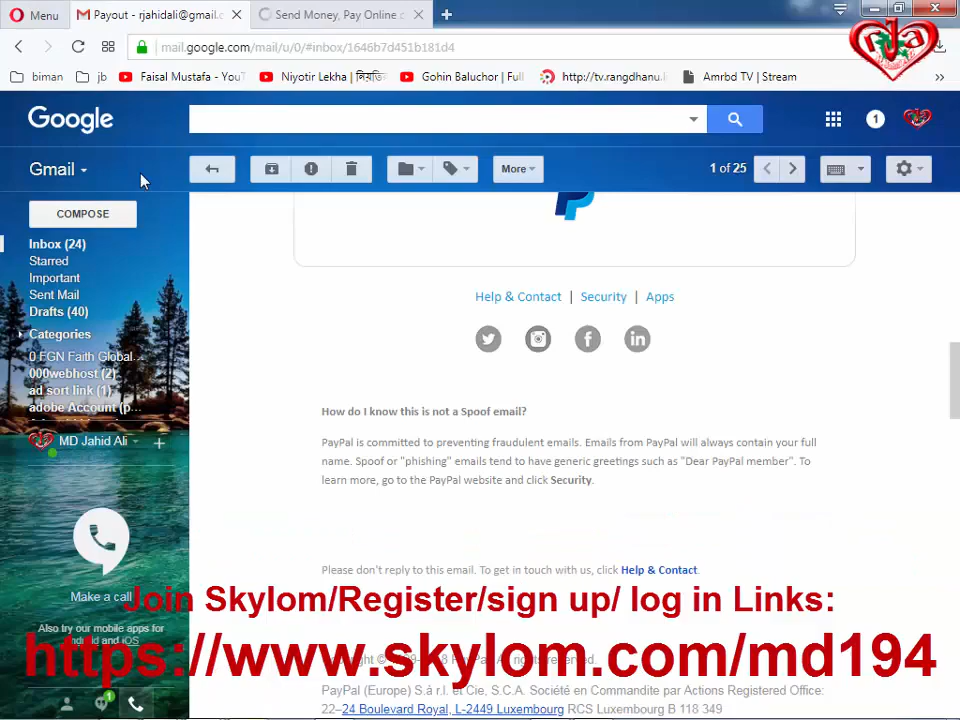 Menu
Payout - rjahidali@gmail.c
Send Money, Pay Online.
mail.google.com/mail/u/0/#inbox/1646b7d451b181d4
rja
biman
jb
Faisal Mustafa - YouT
Niyotir Lekha | নিয়তির
Gohin Baluchor | Full
http://tv.rangdhanu.l
Amrbd TV | Stream
Google
1
Gmail
More
1 of 25
COMPOSE
Inbox (24)
Starred
Important
Sent Mail
Drafts (40)
Categories
0 FGN Faith Global...
000webhost (2)
ad sort link (1)
adobe Account (p...
MD Jahid Ali
Make a call
Also try our mobile apps for
Android and iOS
1
Help & Contact | Security | Apps
How do I know this is not a Spoof email?
PayPal is committed to preventing fraudulent emails. Emails from PayPal will always contain your full
name. Spoof or "phishing" emails tend to have generic greetings such as "Dear PayPal member". To
learn more, go to the PayPal website and click Security.
Please don't reply to this email. To get in touch with us, click Help & Contact.
Join Skylom/Register/sign up/ log in Links:
https://www.skylom.com/md194
PayPal (Europe) S.à r.l. et Cie, S.C.A. Société en Commandite par Actions Registered Office:
22–24 Boulevard Royal, L-2449 Luxembourg RCS Luxembourg B 118 349